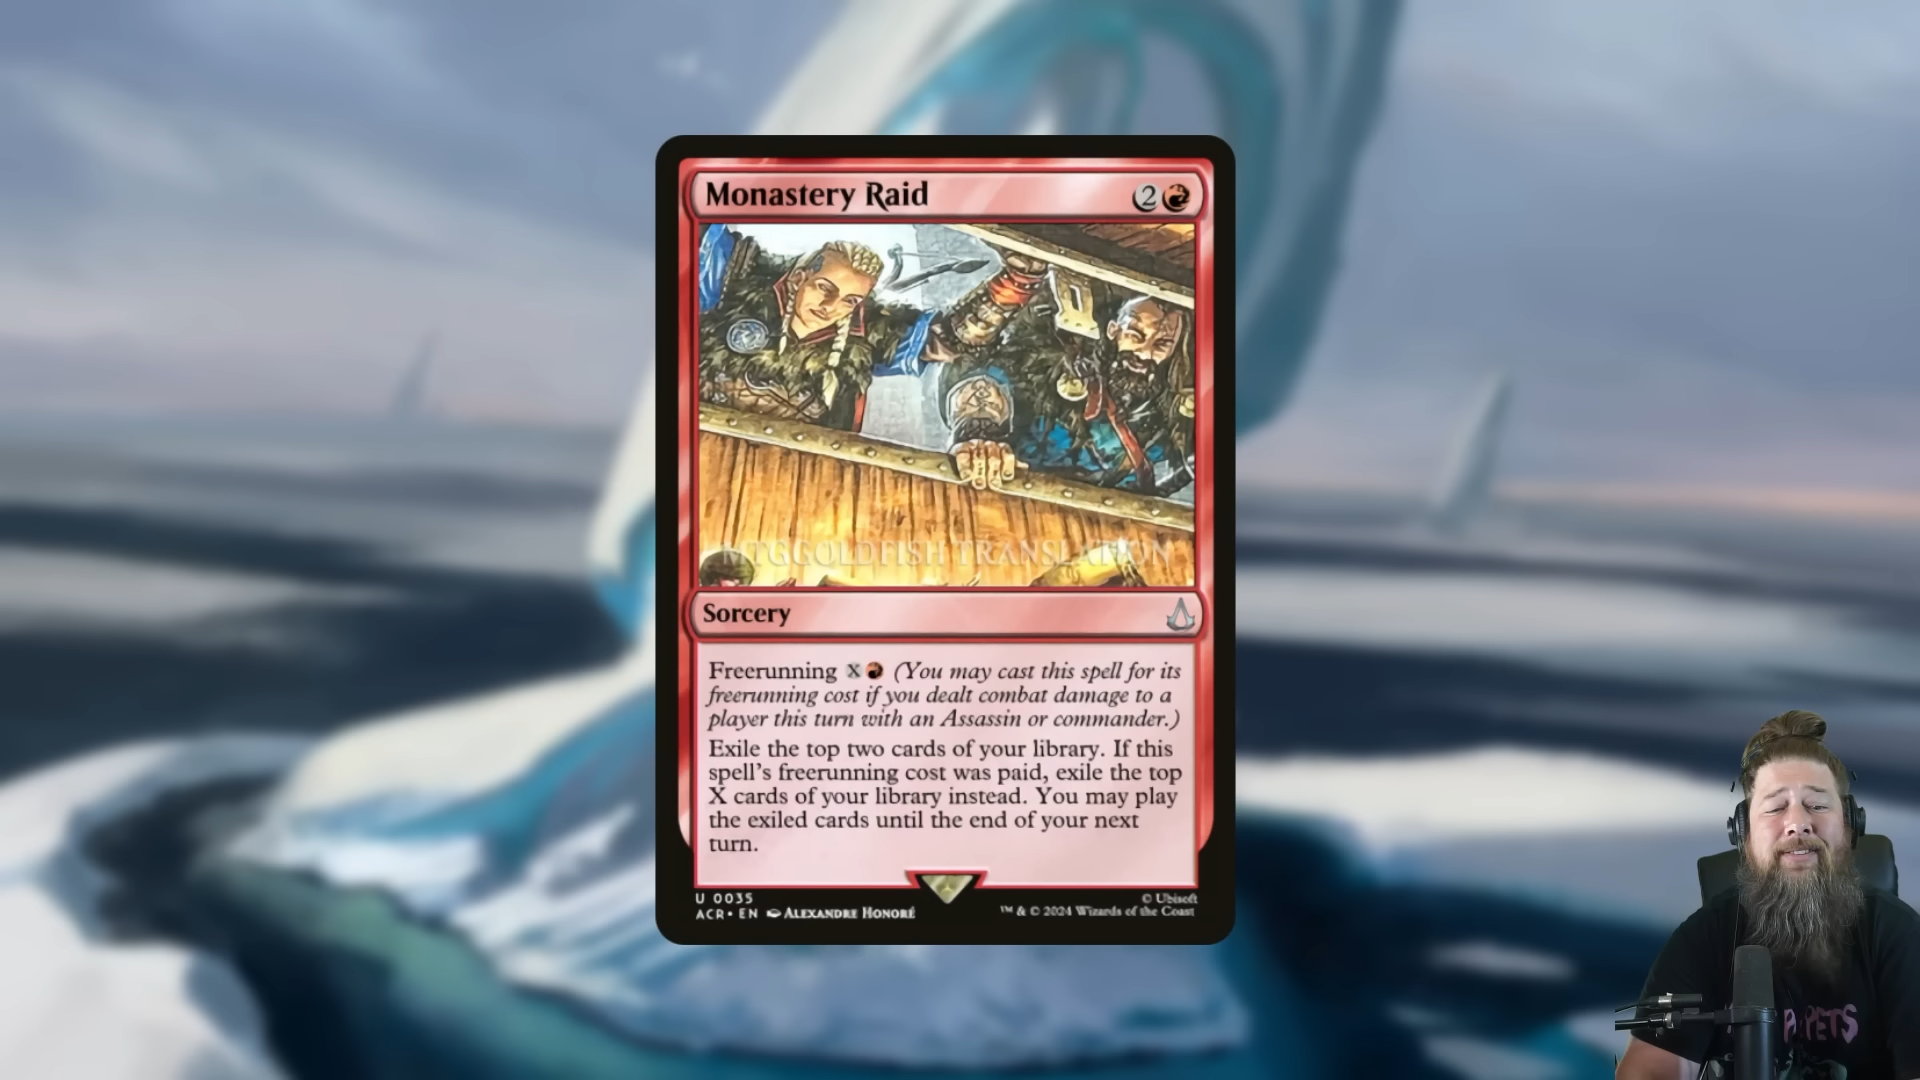 Monastery Raid 2
MTGGOLDFISH TRANSLATION
Sorcery
Freerunning X (You may cast this spell for its
freerunning cost if you dealt combat damage to a
player this turn with an Assassin or commander.)
Exile the top two cards of your library. If this
spell's freerunning cost was paid, exile the top
X cards of your library instead. You may play
the exiled cards until the end of your next
turn.
U 0035
ACR • EN ALEXANDRE HONORÉ
© Ubisoft
™ & © 2024 Wizards of the Coast